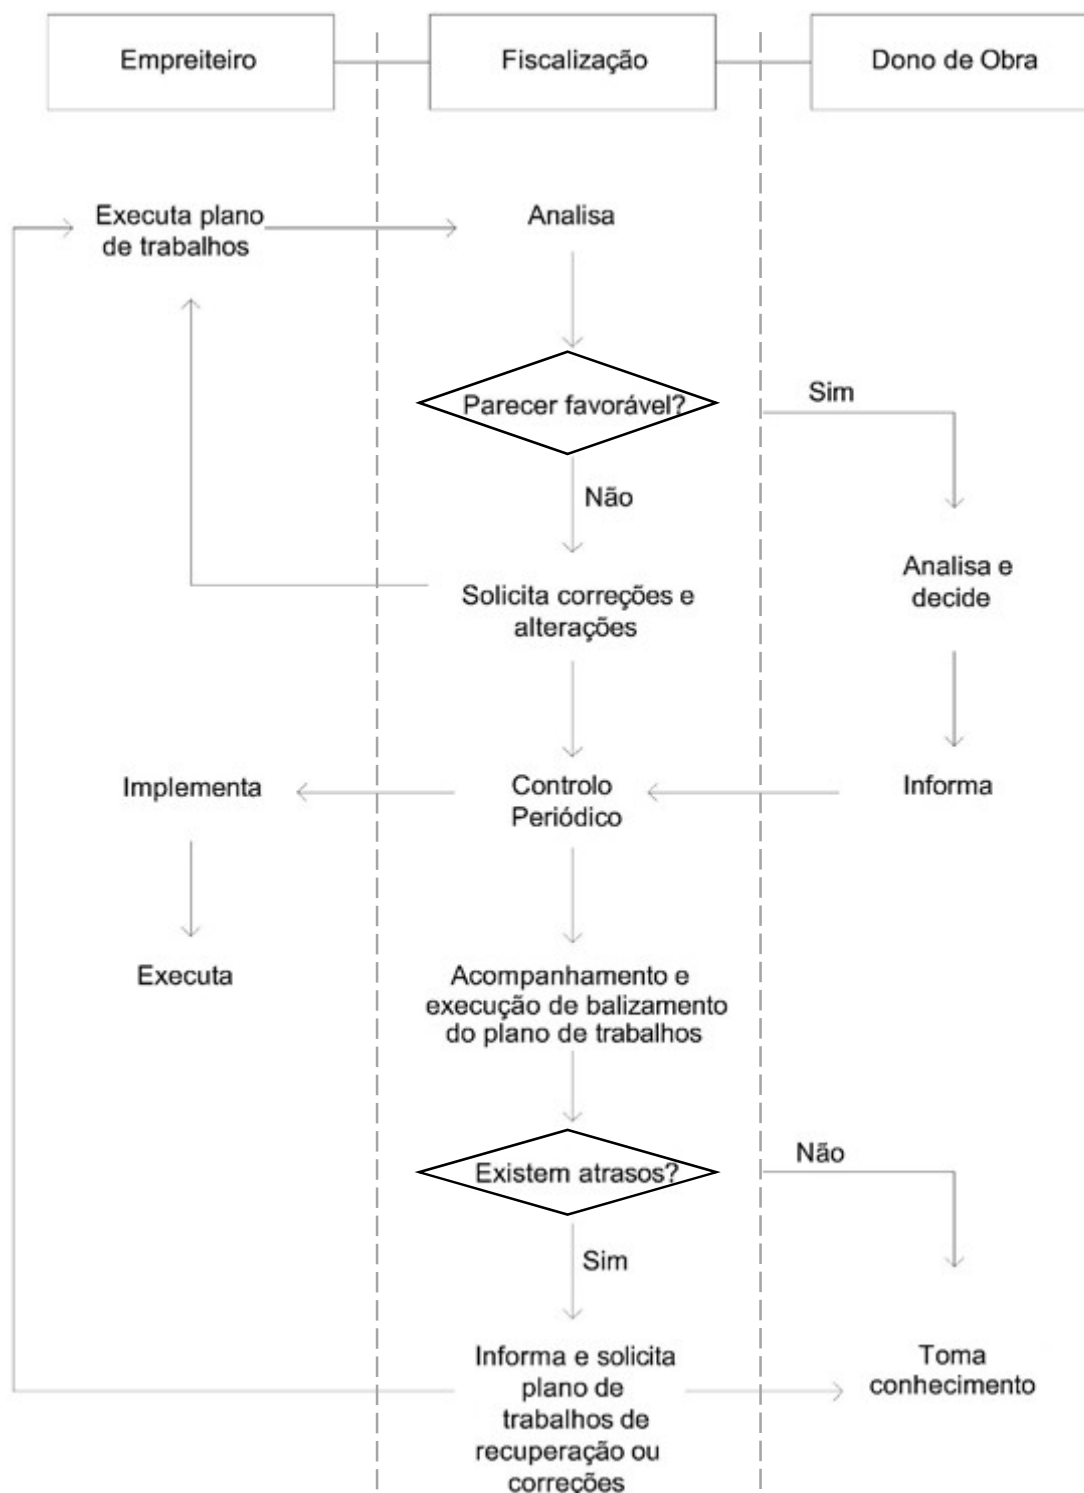 Empreiteiro
Fiscalização
Dono de Obra
Executa plano
de trabalhos
Analisa
Parecer favorável?
Sim
Não
Analisa e
decide
Solicita correções e
alterações
Implementa
Controlo
Periódico
Informa
Executa
Acompanhamento e
execução de balizamento
do plano de trabalhos
Existem atrasos?
Não
Sim
Informa e solicita
plano de
trabalhos de
recuperação ou
correções
Toma
conhecimento